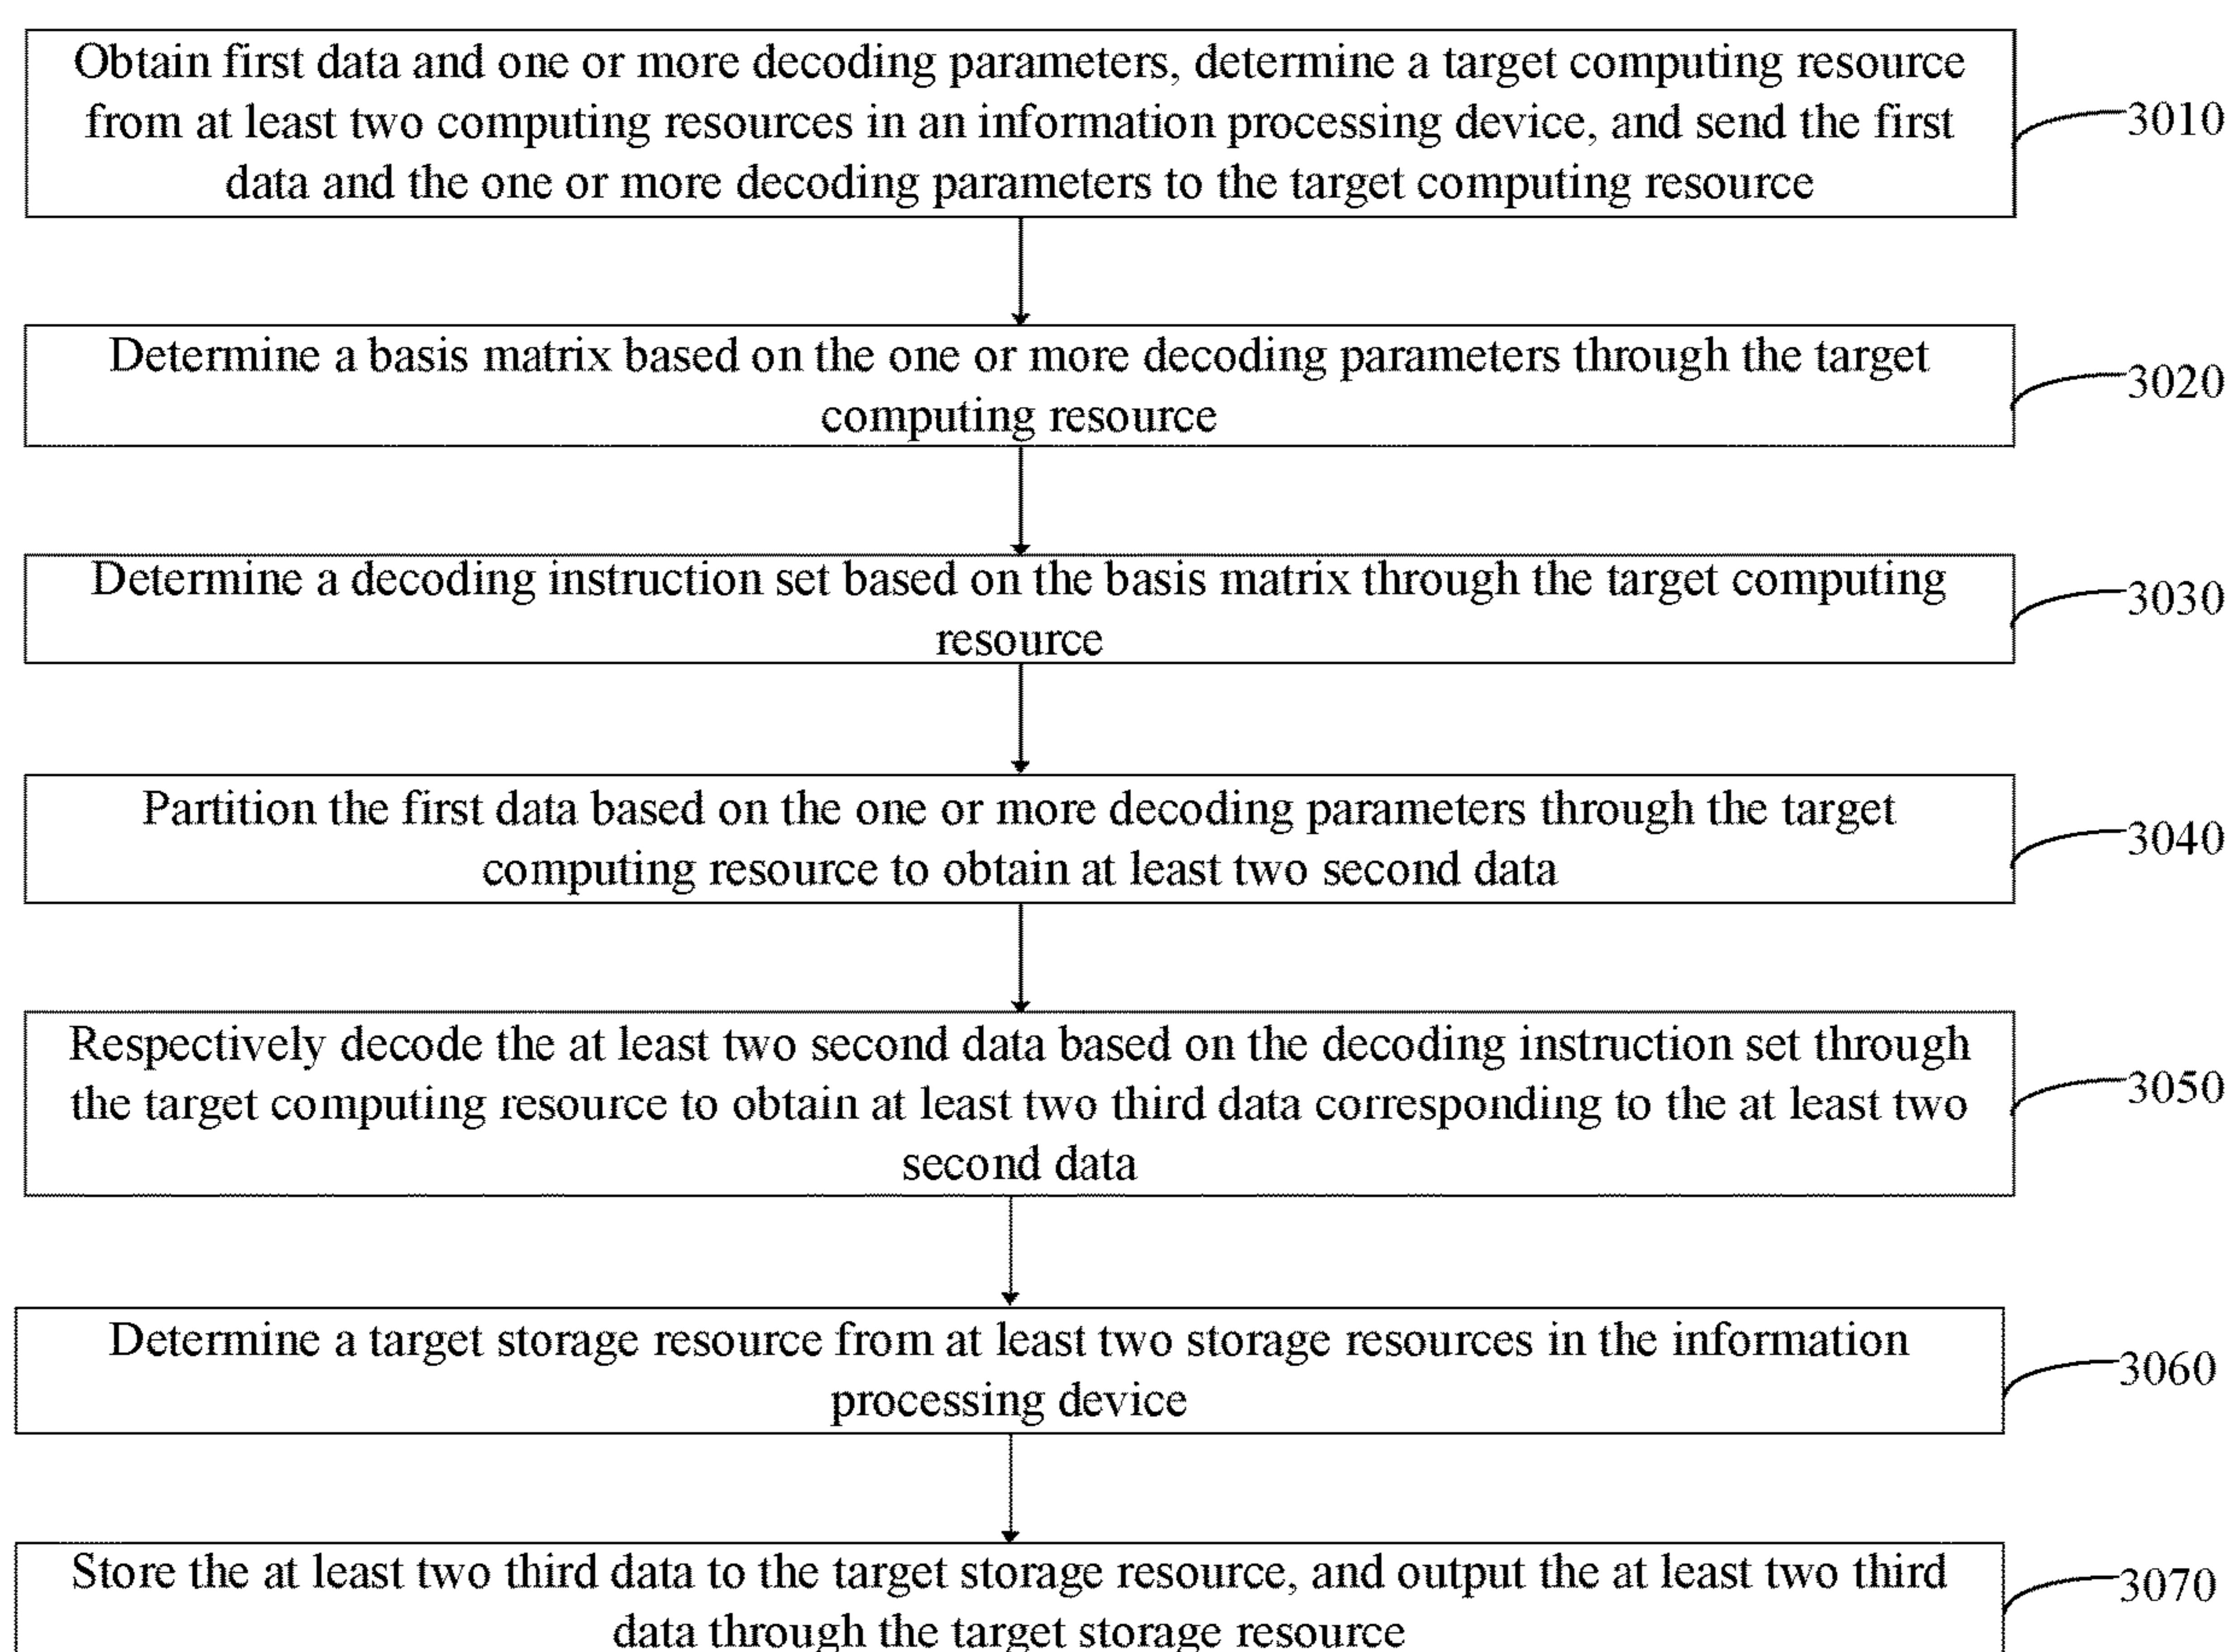 Obtain first data and one or more decoding parameters, determine a target computing resource
from at least two computing resources in an information processing device, and send the first
data and the one or more decoding parameters to the target computing resource
3010
Determine a basis matrix based on the one or more decoding parameters through the target
computing resource
3020
Determine a decoding instruction set based on the basis matrix through the target computing
resource
3030
Partition the first data based on the one or more decoding parameters through the target
computing resource to obtain at least two second data
3040
Respectively decode the at least two second data based on the decoding instruction set through
the target computing resource to obtain at least two third data corresponding to the at least two
second data
3050
Determine a target storage resource from at least two storage resources in the information
processing device
3060
Store the at least two third data to the target storage resource, and output the at least two third
data through the target storage resource
3070